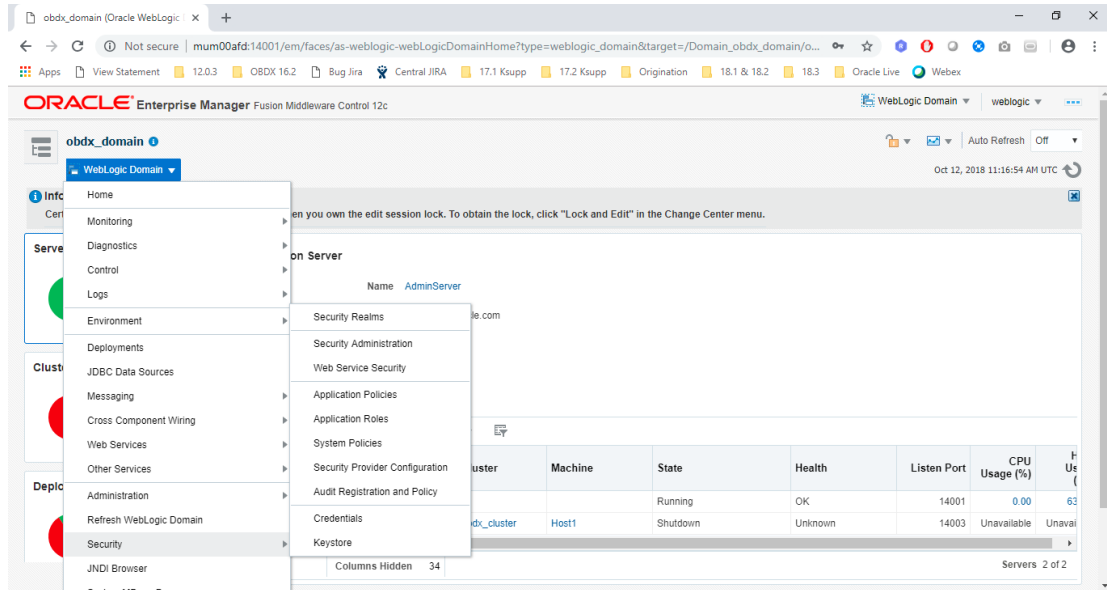 obdx_domain (Oracle WebLogic
Not secure | mum00afd:14001/em/faces/as-weblogic-webLogicDomainHome?type=weblogic_domain&target=/Domain_obdx_domain/o...
Apps View Statement 12.0.3 OBDX 16.2 Bug Jira Central JIRA 17.1 Ksupp 17.2 Ksupp Origination 18.1 & 18.2 18.3 Oracle Live Webex
ORACLE Enterprise Manager Fusion Middleware Control 12c WebLogic Domain weblogic
obdx_domain Auto Refresh Off
WebLogic Domain Oct 12, 2018 11:16:54 AM UTC
Home
Monitoring
Diagnostics
Control
Logs
Environment
Deployments
JDBC Data Sources
Messaging
Cross Component Wiring
Web Services
Other Services
Administration
Refresh WebLogic Domain
Security
JNDI Browser
Security Realms
Security Administration
Web Service Security
Application Policies
Application Roles
System Policies
Security Provider Configuration
Audit Registration and Policy
Credentials
Keystore
en you own the edit session lock. To obtain the lock, click "Lock and Edit" in the Change Center menu.
on Server
Name AdminServer
le.com
uster Machine State Health Listen Port CPU Usage (%)
Running OK 14001 0.00 63
dx_cluster Host1 Shutdown Unknown 14003 Unavailable Unavai
Columns Hidden 34 Servers 2 of 2